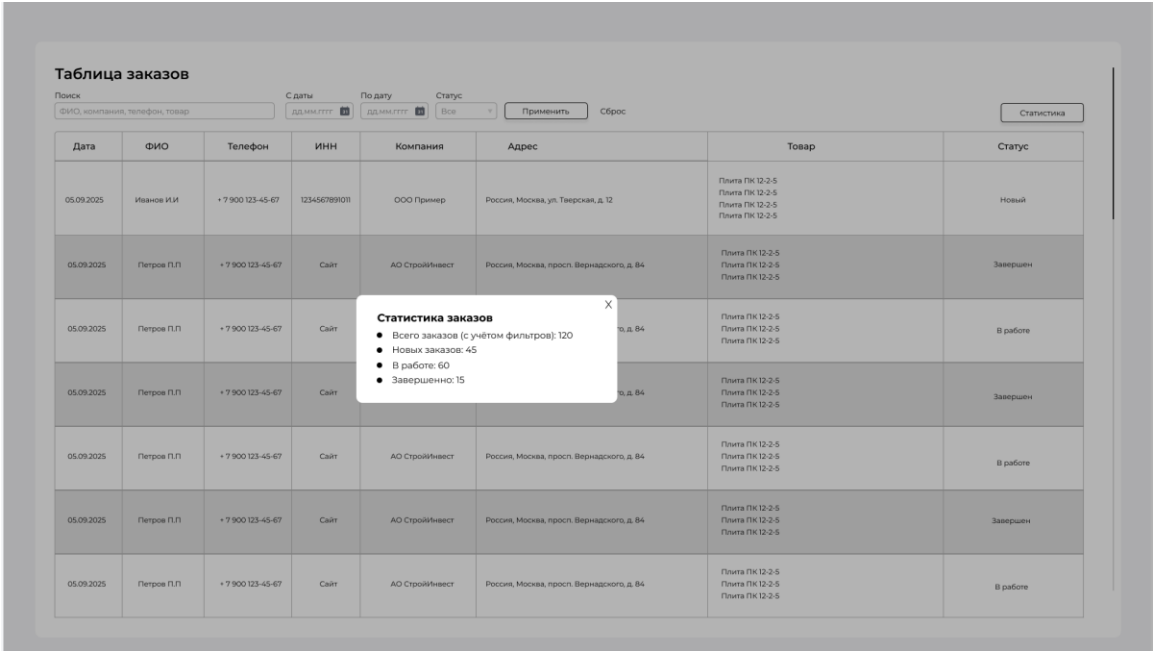 Таблица заказов
Поиск С даты По дату Статус
ФИО, компания, телефон, товар дд.мм.гггг дд.мм.гггг Все Применить Сброс Статистика
Дата ФИО Телефон ИНН Компания Адрес Товар Статус
Плита ПК 12-2-5
Плита ПК 12-2-5
05.09.2025 Иванов И.И + 7 900 123-45-67 1234567891011 ООО Пример Россия, Москва, ул. Тверская, д. 12 Новый
Плита ПК 12-2-5
Плита ПК 12-2-5
Плита ПК 12-2-5
05.09.2025 Петров П.П + 7 900 123-45-67 Сайт АО СтройИнвест Россия, Москва, просп. Вернадского, д. 84 Плита ПК 12-2-5 Завершен
Плита ПК 12-2-5
X
Статистика заказов
Всего заказов (с учётом фильтров): 120
Новых заказов: 45
В работе: 60
Завершенно: 15
Плита ПК 12-2-5
05.09.2025 Петров П.П + 7 900 123-45-67 Сайт го, д. 84 Плита ПК 12-2-5 В работе
Плита ПК 12-2-5
Плита ПК 12-2-5
05.09.2025 Петров П.П + 7 900 123-45-67 Сайт го, д. 84 Плита ПК 12-2-5 Завершен
Плита ПК 12-2-5
Плита ПК 12-2-5
05.09.2025 Петров П.П + 7 900 123-45-67 Сайт АО СтройИнвест Россия, Москва, просп. Вернадского, д. 84 Плита ПК 12-2-5 В работе
Плита ПК 12-2-5
Плита ПК 12-2-5
05.09.2025 Петров П.П + 7 900 123-45-67 Сайт АО СтройИнвест Россия, Москва, просп. Вернадского, д. 84 Плита ПК 12-2-5 Завершен
Плита ПК 12-2-5
Плита ПК 12-2-5
05.09.2025 Петров П.П + 7 900 123-45-67 Сайт АО СтройИнвест Россия, Москва, просп. Вернадского, д. 84 Плита ПК 12-2-5 В работе
Плита ПК 12-2-5